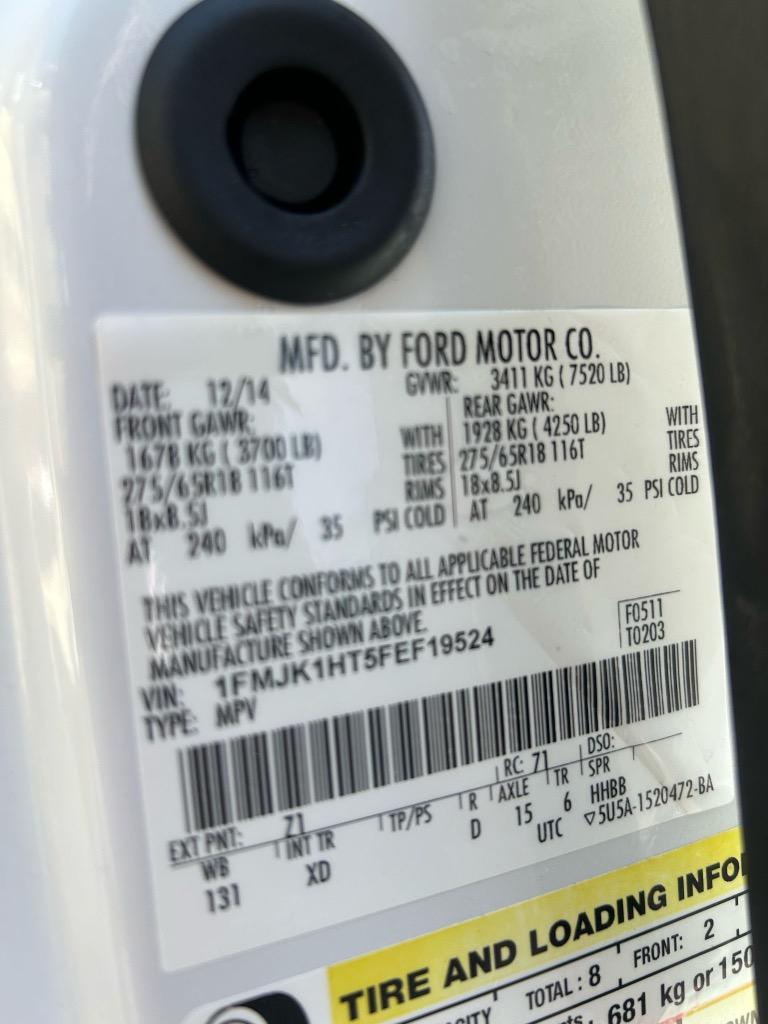 MFD. BY FORD MOTOR CO.
DATE: 12/14 GVWR: 3411 KG ( 7520 LB)
FRONT GAWR: REAR GAWR:
1678 KG ( 3700 LB) WITH 1928 KG ( 4250 LB) WITH
275/65R18 116T TIRES 275/65R18 116T TIRES
18x8.5J RIMS 18x8.5J RIMS
AT 240 kPa/ 35 PSI COLD AT 240 kPa/ 35 PSI COLD
THIS VEHICLE CONFORMS TO ALL APPLICABLE FEDERAL MOTOR
VEHICLE SAFETY STANDARDS IN EFFECT ON THE DATE OF
MANUFACTURE SHOWN ABOVE.
F0511
VIN: 1FMJK1HT5FEF19524 T0203
TYPE: MPV
EXT PNT: Z1 RC: 71 DSO:
WB INT TR TP/PS R AXLE TR SPR
131 XD D 15 6 HHBB
UTC ▽5U5A-1520472-BA
TIRE AND LOADING INFO
TOTAL : 8 FRONT: 2
681 kg or 150